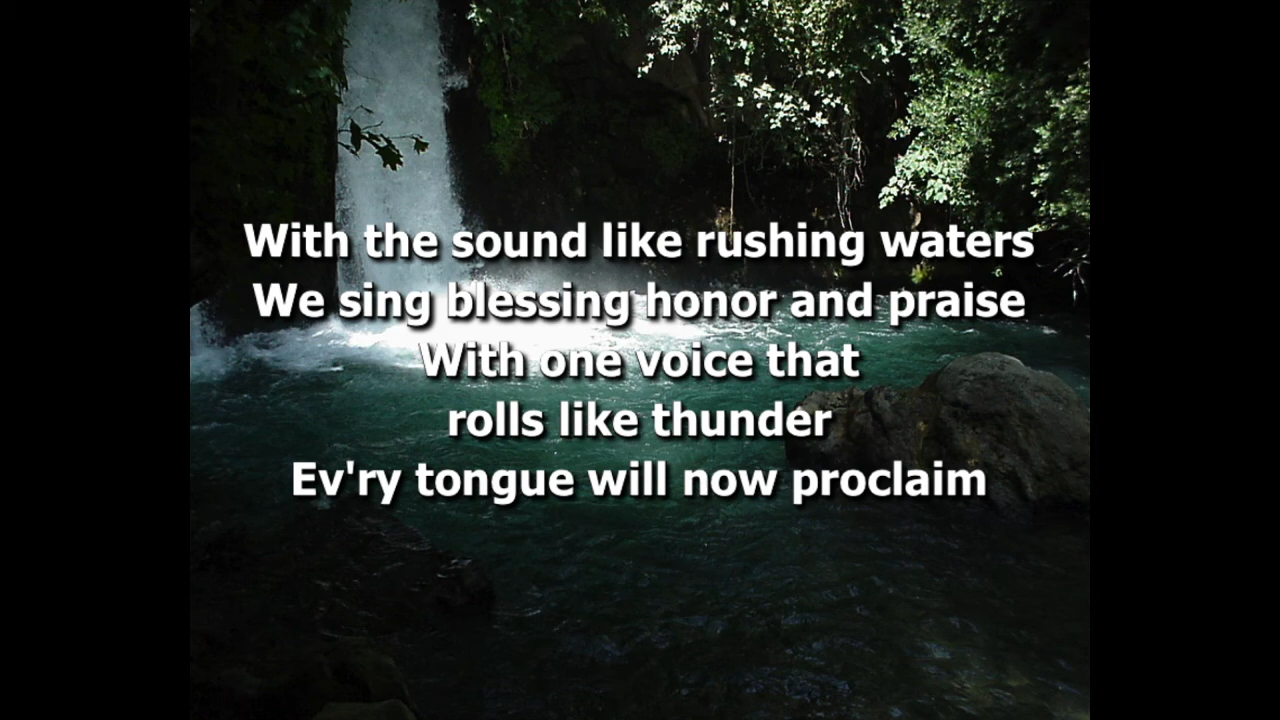 With the sound like rushing waters
We sing blessing honor and praise
With one voice that
rolls like thunder
Ev'ry tongue will now proclaim